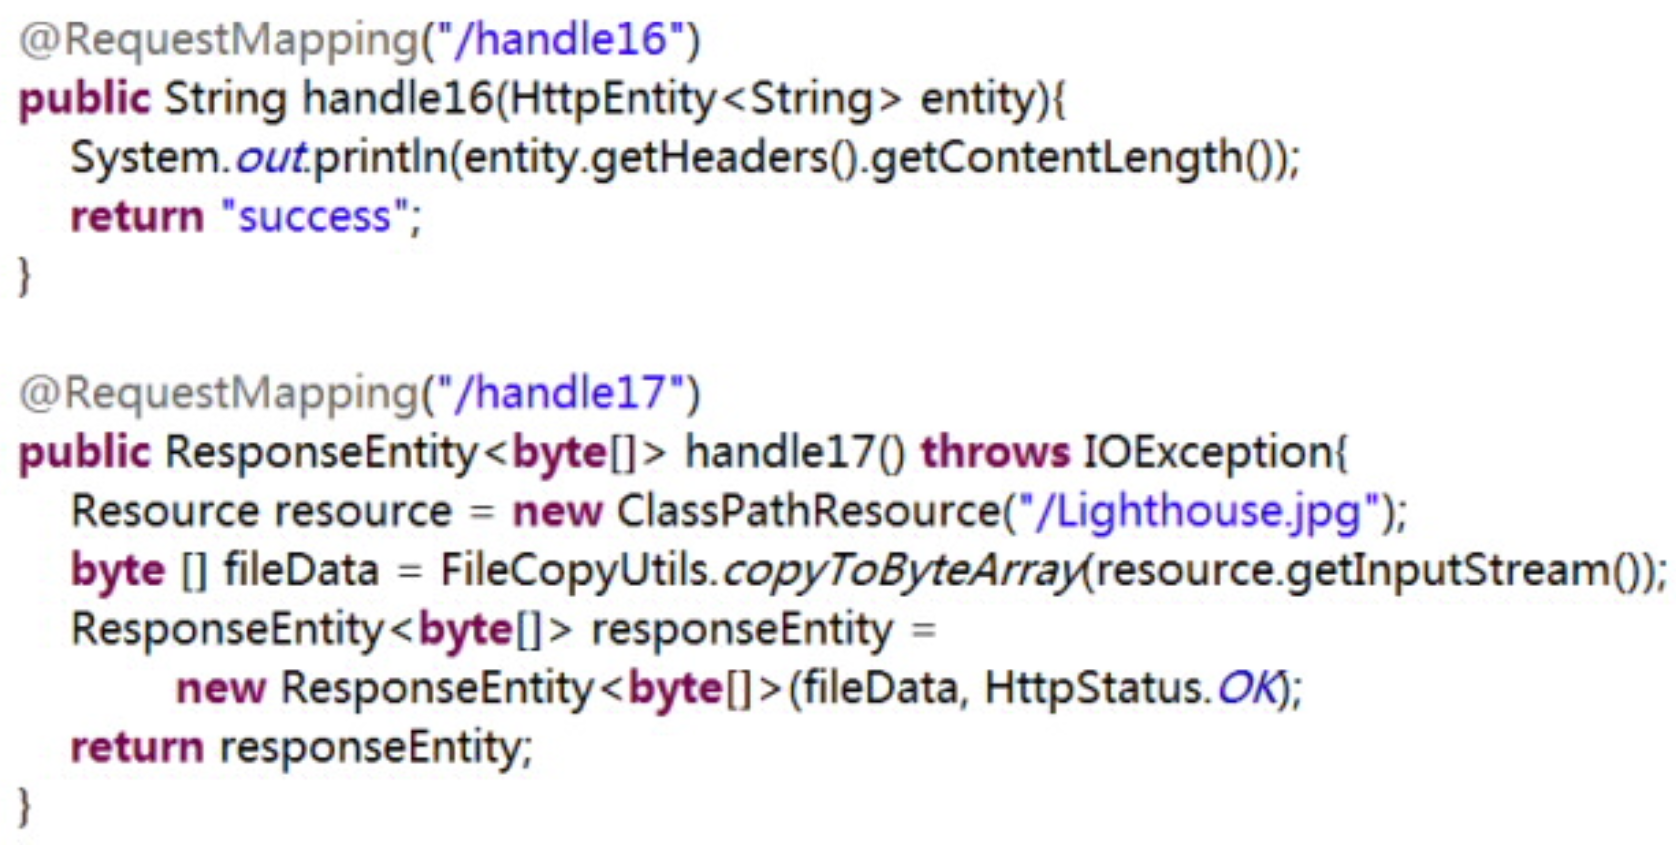 @RequestMapping("/handle16")
public String handle16(HttpEntity<String> entity){
System.out.println(entity.getHeaders().getContentLength());
return "success";
}
@RequestMapping("/handle17")
public ResponseEntity<byte[]> handle17() throws IOException{
Resource resource = new ClassPathResource("/Lighthouse.jpg");
byte [] fileData = FileCopyUtils.copyToByteArray(resource.getInputStream());
ResponseEntity<byte[]> responseEntity =
new ResponseEntity<byte[]>(fileData, HttpStatus.OK);
return responseEntity;
}